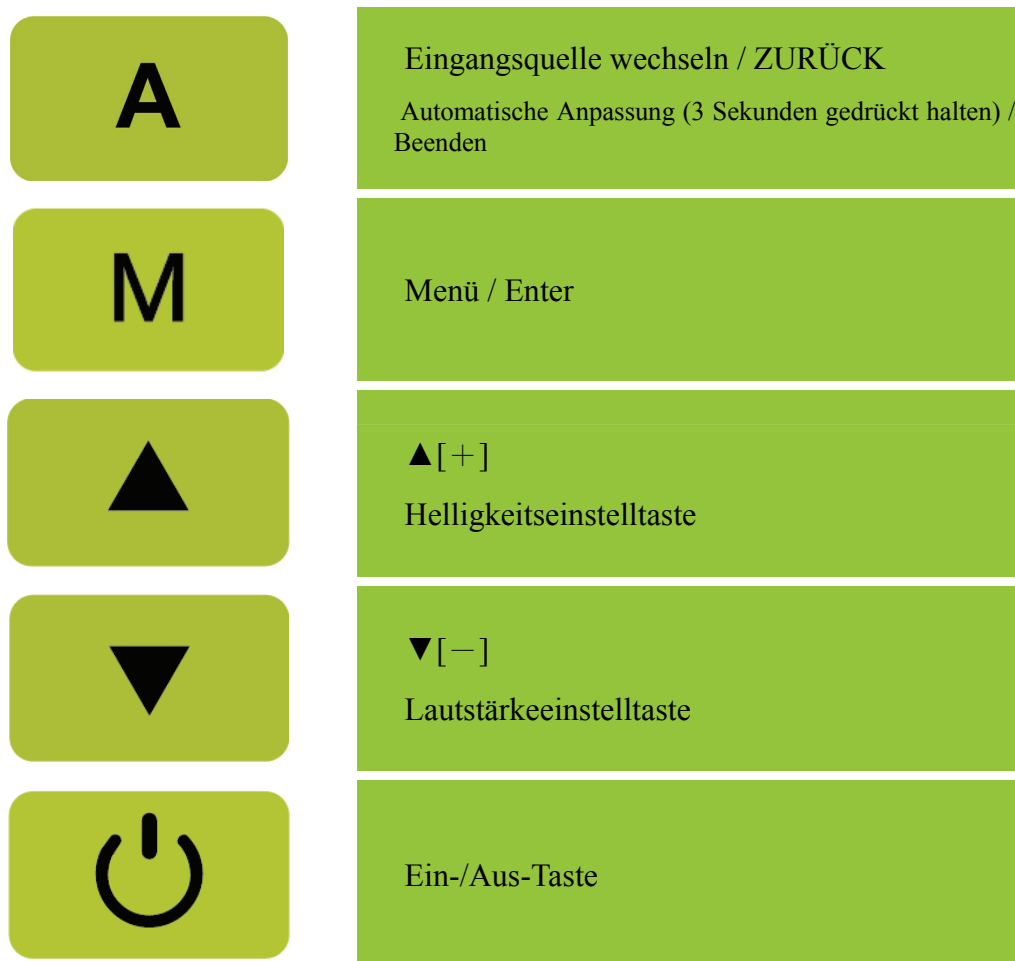 A
Eingangsquelle wechseln / ZURÜCK
Automatische Anpassung (3 Sekunden gedrückt halten) /
Beenden
M
Menü / Enter
▲[+]
Helligkeitseinstelltaste
▼[−]
Lautstärkeeinstelltaste
Ein-/Aus-Taste